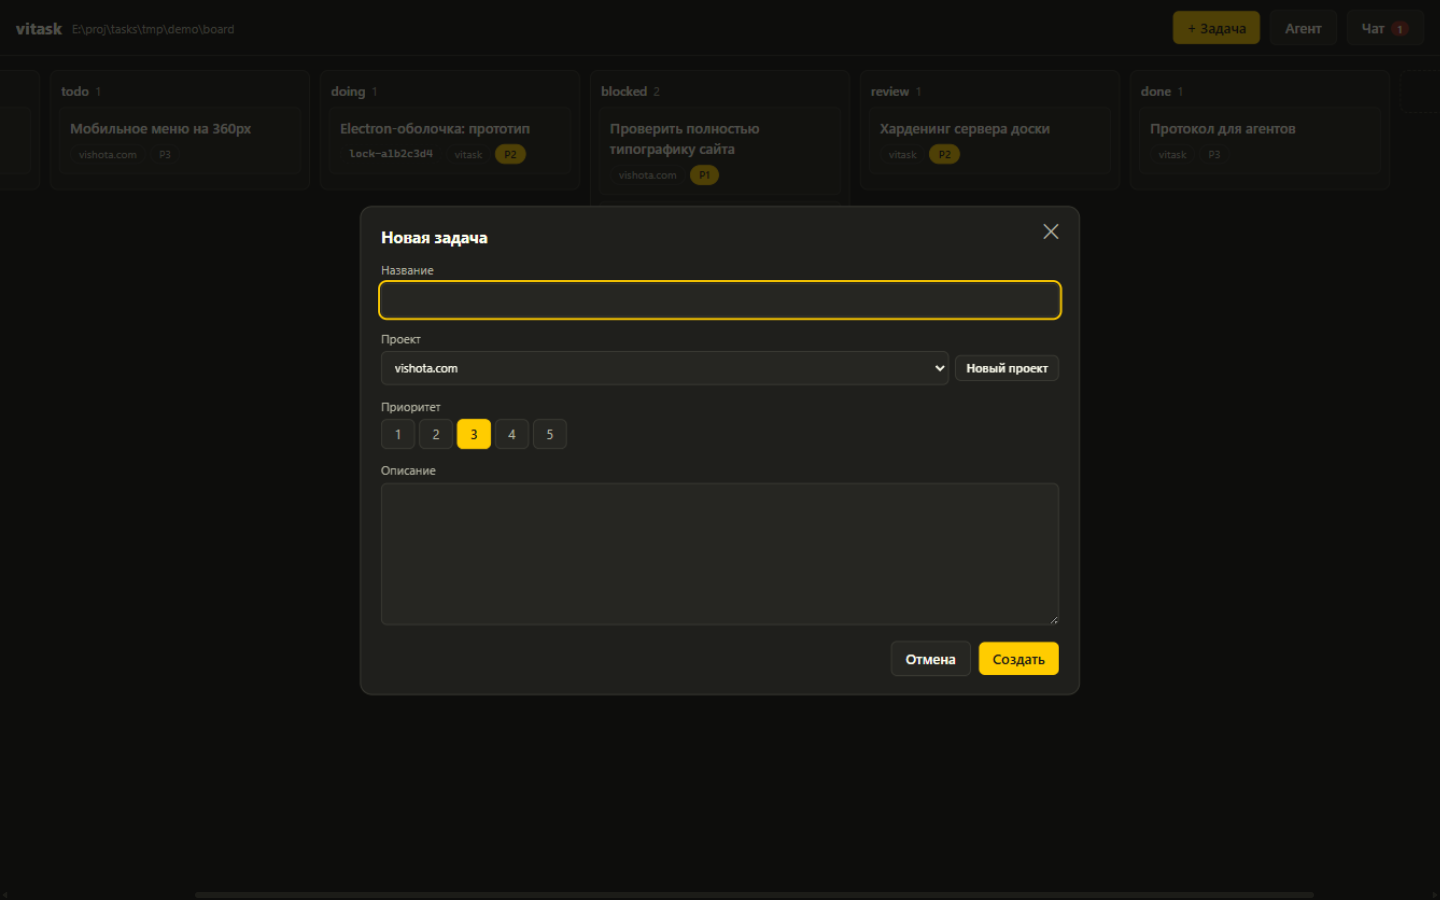 vitask E:\proj\tasks\tmp\demo\board
+ Задача Агент Чат 1
todo 1
Мобильное меню на 360px
vishota.com P3
doing 1
Electron-оболочка: прототип
lock-a1b2c3d4 vitask P2
blocked 2
Проверить полностью
типографику сайта
vishota.com P1
review 1
Харденинг сервера доски
vitask P2
done 1
Протокол для агентов
vitask P3
Новая задача
Название
Проект
vishota.com Новый проект
Приоритет
1 2 3 4 5
Описание
Отмена Создать